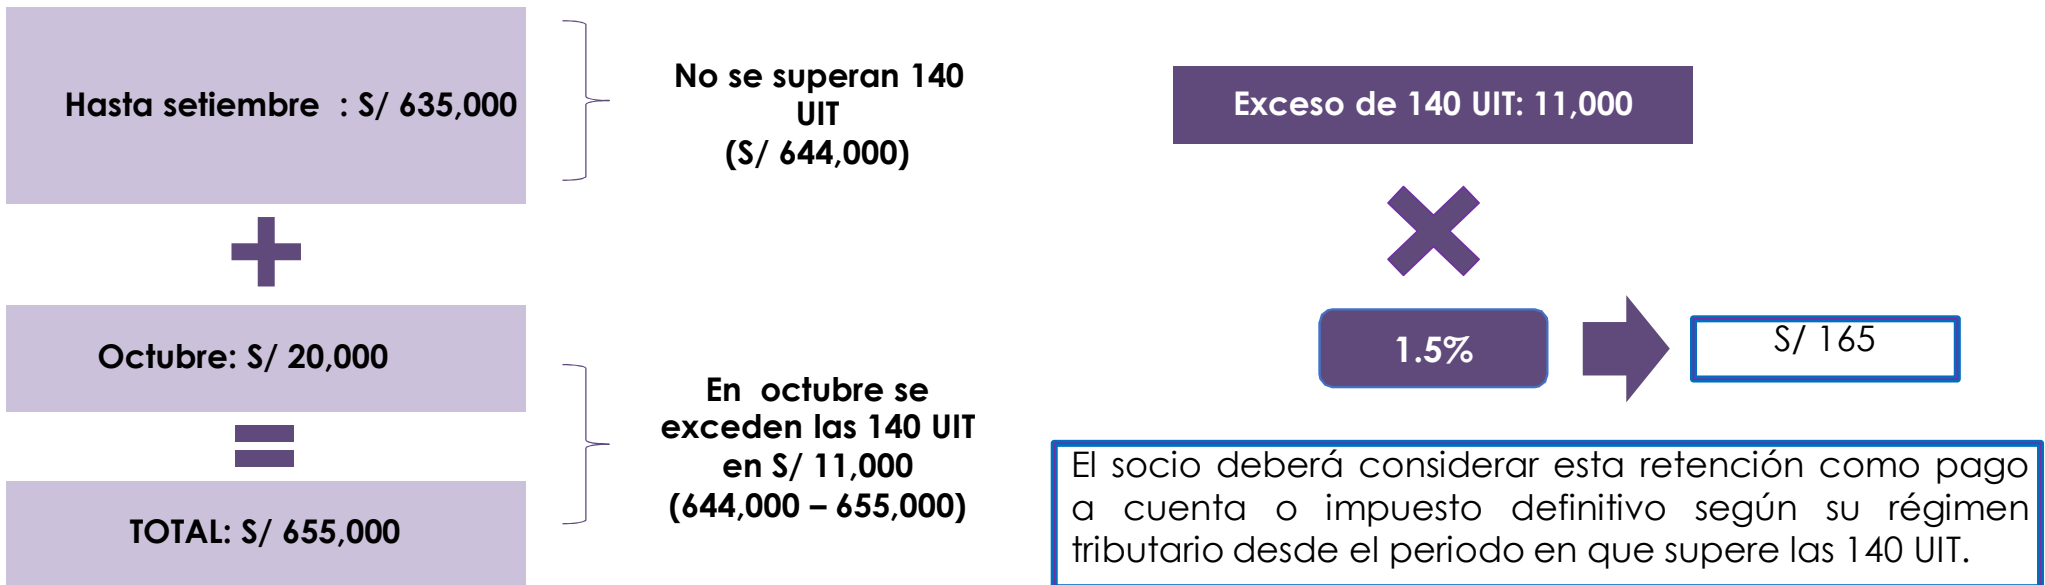 Hasta setiembre : S/ 635,000
No se superan 140
UIT
(S/ 644,000)
Octubre: S/ 20,000
En octubre se
exceden las 140 UIT
en S/ 11,000
(644,000 – 655,000)
TOTAL: S/ 655,000
Exceso de 140 UIT: 11,000
1.5%
S/ 165
El socio deberá considerar esta retención como pago
a cuenta o impuesto definitivo según su régimen
tributario desde el periodo en que supere las 140 UIT.